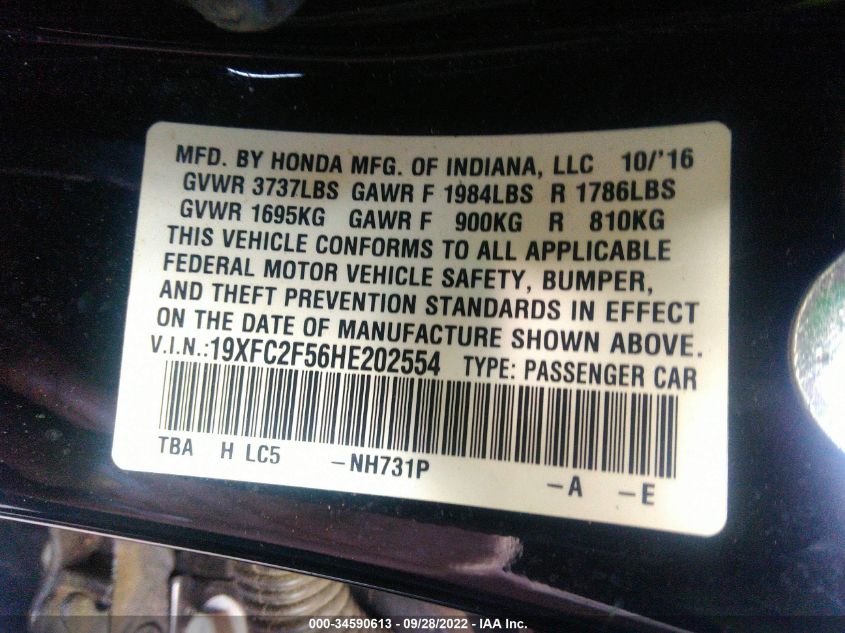 MFD. BY HONDA MFG. OF INDIANA, LLC 10/'16
GVWR 3737LBS GAWR F 1984LBS R 1786LBS
GVWR 1695KG GAWR F 900KG R 810KG
THIS VEHICLE CONFORMS TO ALL APPLICABLE
FEDERAL MOTOR VEHICLE SAFETY, BUMPER,
AND THEFT PREVENTION STANDARDS IN EFFECT
ON THE DATE OF MANUFACTURE SHOWN ABOVE.
V.I.N.:19XFC2F56HE202554 TYPE: PASSENGER CAR
TBA H LC5 -NH731P -A -E
000-34590613 - 09/28/2022 - IAA Inc.